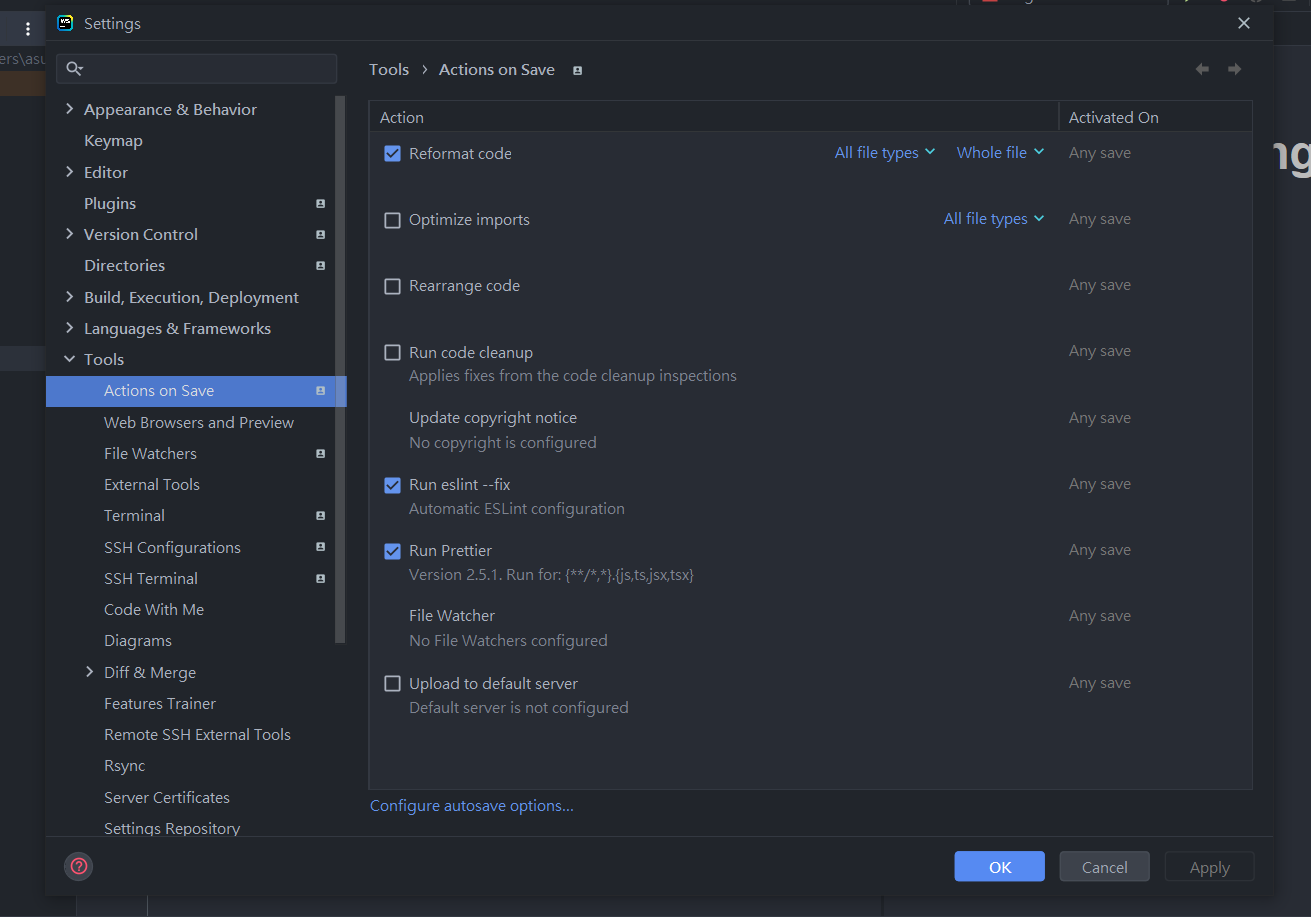 WS Settings
ers\asu
Tools › Actions on Save
Appearance & Behavior
Keymap
Editor
Plugins
Version Control
Directories
Build, Execution, Deployment
Languages & Frameworks
Tools
Actions on Save
Web Browsers and Preview
File Watchers
External Tools
Terminal
SSH Configurations
SSH Terminal
Code With Me
Diagrams
Diff & Merge
Features Trainer
Remote SSH External Tools
Rsync
Server Certificates
Settings Repository
Action Activated On
Reformat code All file types Whole file Any save
Optimize imports All file types Any save
Rearrange code Any save
Run code cleanup Any save
Applies fixes from the code cleanup inspections
Update copyright notice Any save
No copyright is configured
Run eslint --fix Any save
Automatic ESLint configuration
Run Prettier Any save
Version 2.5.1. Run for: {**/*,*}.{js,ts,jsx,tsx}
File Watcher Any save
No File Watchers configured
Upload to default server Any save
Default server is not configured
Configure autosave options...
? OK Cancel Apply